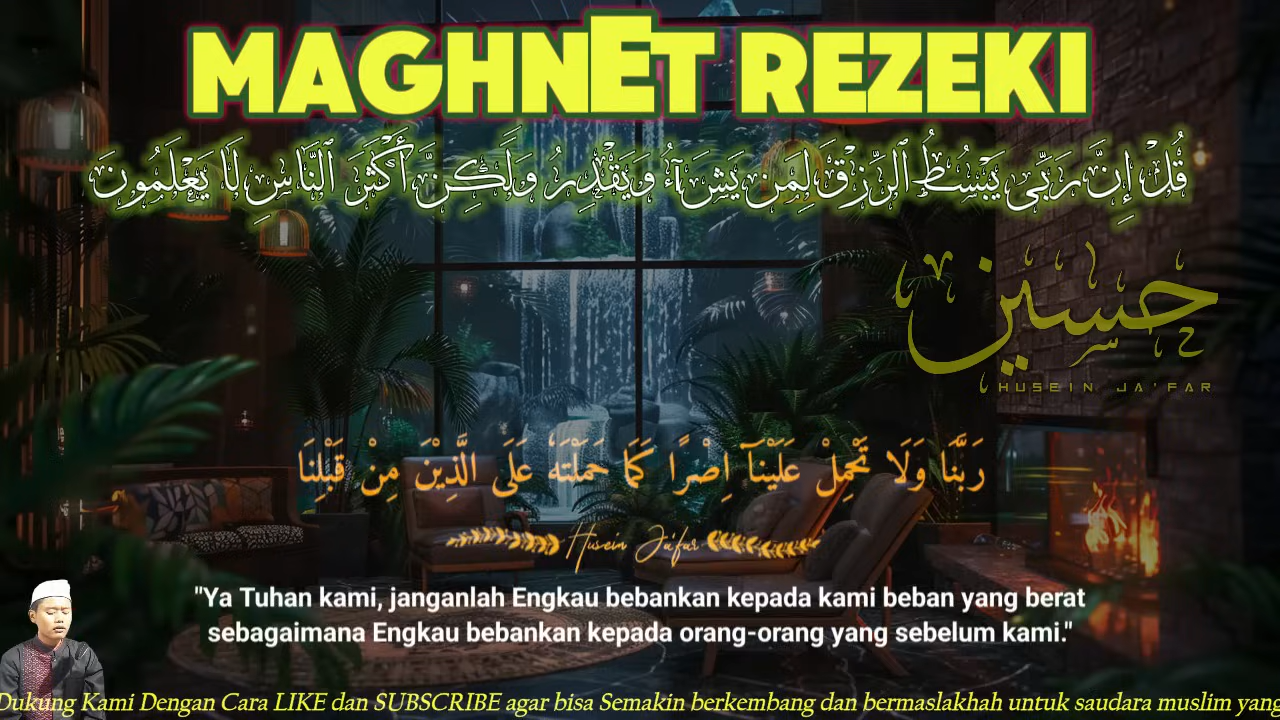 MAGHNET REZEKI
قُلْ إِنَّ رَبِّى يَبْسُطُ ٱلرِّزْقَ لِمَن يَشَآءُ وَيَقْدِرُ وَلَٰكِنَّ أَكْثَرَ ٱلنَّاسِ لَا يَعْلَمُونَ
حسين
HUSEIN JA'FAR
رَبَّنَا وَلَا تَحْمِلْ عَلَيْنَآ اِصْرًا كَمَا حَمَلْتَهٗ عَلَى الَّذِيْنَ مِنْ قَبْلِنَا
Husein Ja'far
"Ya Tuhan kami, janganlah Engkau bebankan kepada kami beban yang berat
sebagaimana Engkau bebankan kepada orang-orang yang sebelum kami."
Dukung Kami Dengan Cara LIKE dan SUBSCRIBE agar bisa Semakin berkembang dan bermaslakhah untuk saudara muslim yang